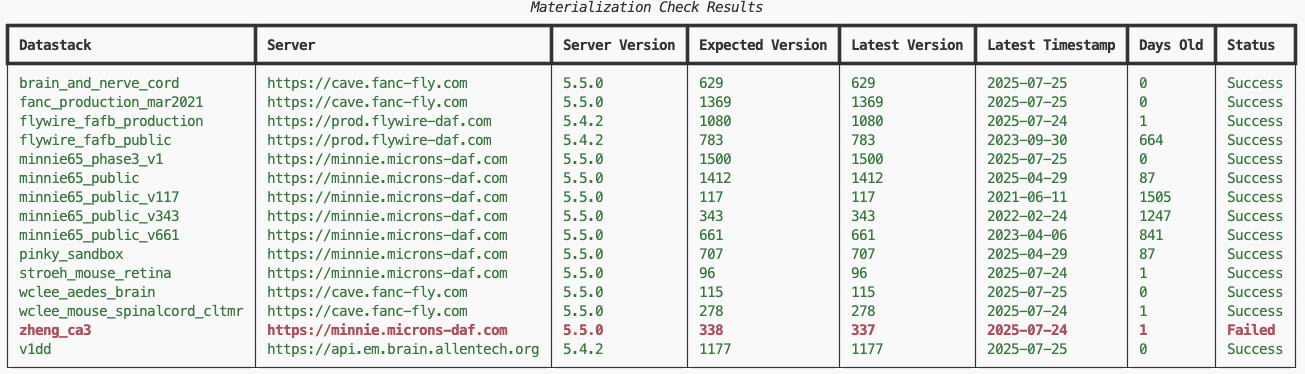 Materialization Check Results
Datastack Server Server Version Expected Version Latest Version Latest Timestamp Days Old Status
brain_and_nerve_cord https://cave.fanc-fly.com 5.5.0 629 629 2025-07-25 0 Success
fanc_production_mar2021 https://cave.fanc-fly.com 5.5.0 1369 1369 2025-07-25 0 Success
flywire_fafb_production https://prod.flywire-daf.com 5.4.2 1080 1080 2025-07-24 1 Success
flywire_fafb_public https://prod.flywire-daf.com 5.4.2 783 783 2023-09-30 664 Success
minnie65_phase3_v1 https://minnie.microns-daf.com 5.5.0 1500 1500 2025-07-25 0 Success
minnie65_public https://minnie.microns-daf.com 5.5.0 1412 1412 2025-04-29 87 Success
minnie65_public_v117 https://minnie.microns-daf.com 5.5.0 117 117 2021-06-11 1505 Success
minnie65_public_v343 https://minnie.microns-daf.com 5.5.0 343 343 2022-02-24 1247 Success
minnie65_public_v661 https://minnie.microns-daf.com 5.5.0 661 661 2023-04-06 841 Success
pinky_sandbox https://minnie.microns-daf.com 5.5.0 707 707 2025-04-29 87 Success
stroeh_mouse_retina https://minnie.microns-daf.com 5.5.0 96 96 2025-07-24 1 Success
wclee_aedes_brain https://cave.fanc-fly.com 5.5.0 115 115 2025-07-25 0 Success
wclee_mouse_spinalcord_cltmr https://cave.fanc-fly.com 5.5.0 278 278 2025-07-24 1 Success
zheng_ca3 https://minnie.microns-daf.com 5.5.0 338 337 2025-07-24 1 Failed
v1dd https://api.em.brain.allentech.org 5.4.2 1177 1177 2025-07-25 0 Success